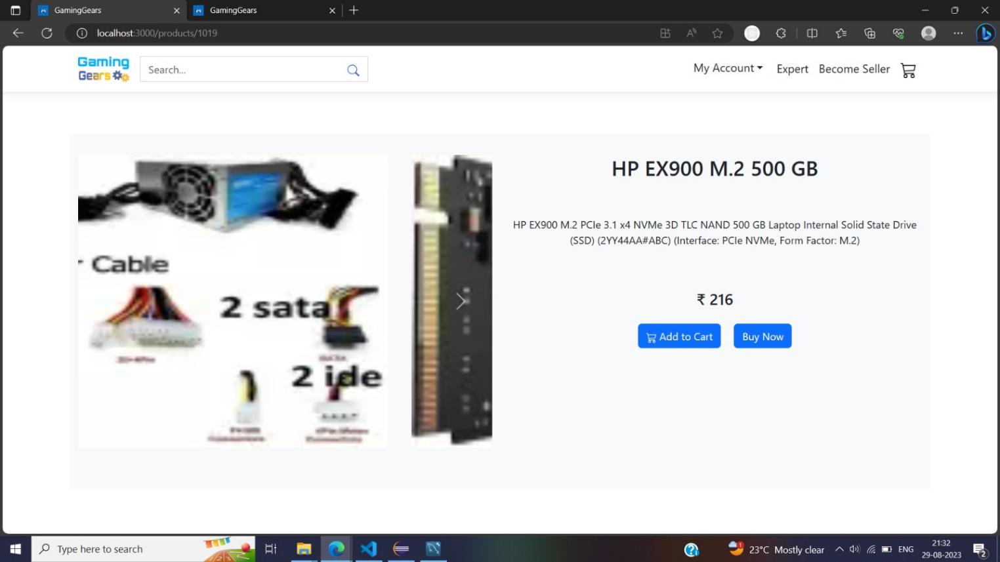 GamingGears
GamingGears
localhost:3000/products/1019
Gaming
Gears
Search...
My Account
Expert
Become Seller
r Cable
2 sata
2 ide
HP EX900 M.2 500 GB
HP EX900 M.2 PCIe 3.1 x4 NVMe 3D TLC NAND 500 GB Laptop Internal Solid State Drive
(SSD) (2YY44AA#ABC) (Interface: PCIe NVMe, Form Factor: M.2)
₹ 216
Add to Cart
Buy Now
Type here to search
1
23°C Mostly clear
ENG
21:32
29-08-2023
2